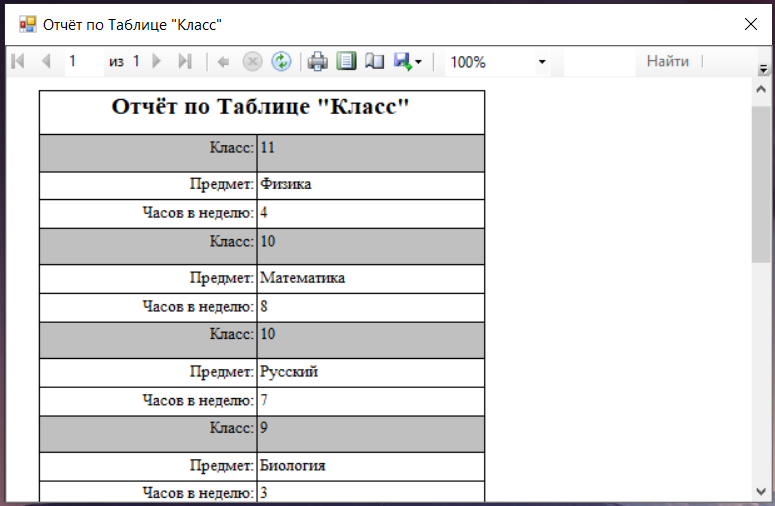 Отчёт по Таблице "Класс"
1 из 1 100% Найти
Отчёт по Таблице "Класс"
Класс: 11
Предмет: Физика
Часов в неделю: 4
Класс: 10
Предмет: Математика
Часов в неделю: 8
Класс: 10
Предмет: Русский
Часов в неделю: 7
Класс: 9
Предмет: Биология
Часов в неделю: 3